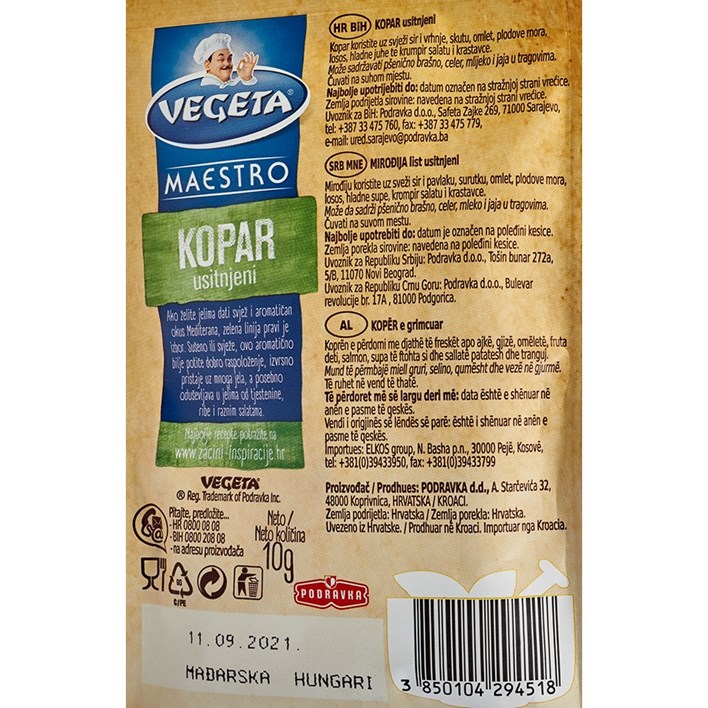 VEGETA®
MAESTRO
KOPAR
usitnjeni
Ako želite jelima dati svjež i aromatičan
okus Mediterana, zelena linija pravi je
izbor. Sušeno ili svježe, ovo aromatično
bilje potiče dobro raspoloženje, izvrsno
pristaje uz mnoga jela, a posebno
oduševljava u jelima od tjestenine,
ribe i raznim salatama.
Najbolje recepte potražite na
www.zacini-inspiracije.hr
VEGETA®
® Reg. Trademark of Podravka Inc.
Pitajte, predložite...
- HR 0800 08 08
- BIH 0800 208 08
- na adresu proizvođača
Neto /
Neto količina
10g
C/PE
PODRAVKA
11.09.2021.
MAĐARSKA HUNGARI
HR BiH KOPAR usitnjeni
Kopar koristite uz svježi sir i vrhnje, skutu, omlet, plodove mora,
losos, hladne juhe te krumpir salatu i krastavce.
Može sadržavati pšenično brašno, celer, mlijeko i jaja u tragovima.
Čuvati na suhom mjestu.
Najbolje upotrijebiti do: datum označen na stražnjoj strani vrećice.
Zemlja podrijetla sirovine: navedena na stražnjoj strani vrećice.
Uvoznik za BiH: Podravka d.o.o., Safeta Zajke 269, 71000 Sarajevo,
tel: +387 33 475 760, fax: +387 33 475 779,
e-mail: ured.sarajevo@podravka.ba
SRB MNE MIROĐIJA list usitnjeni
Mirođiju koristite uz sveži sir i pavlaku, surutku, omlet, plodove mora,
losos, hladne supe, krompir salatu i krastavce.
Može da sadrži pšenično brašno, celer, mleko i jaja u tragovima.
Čuvati na suvom mestu.
Najbolje upotrebiti do: datum je označen na poleđini kesice.
Zemlja porekla sirovine: navedena na poleđini kesice.
Uvoznik za Republiku Srbiju: Podravka d.o.o., Tošin bunar 272a,
5/B, 11070 Novi Beograd.
Uvoznik za Republiku Crnu Goru: Podravka d.o.o., Bulevar
revolucije br. 17A , 81000 Podgorica.
AL KOPËR e grimcuar
Koprën e përdorni me djathë të freskët apo ajkë, gjizë, omëletë, fruta
deti, salmon, supa të ftohta si dhe sallatë patatesh dhe tranguj.
Mund të përmbajë miell gruri, selino, qumësht dhe vezë në gjurmë.
Të ruhet në vend të thatë.
Të përdoret më së largu deri më: data është e shënuar në
anën e pasme të qeskës.
Vendi i origjinës së lëndës së parë: është i shënuar në anën e
pasme të qeskës.
Importues: ELKOS group, N. Basha p.n., 30000 Pejë, Kosovë,
tel: +381(0)39433950, fax: +381(0)39433799
Proizvođač / Prodhues: PODRAVKA d.d., A. Starčevića 32,
48000 Koprivnica, HRVATSKA / KROACI.
Zemlja podrijetla: Hrvatska / Zemlja porekla: Hrvatska.
Uvezeno iz Hrvatske. / Prodhuar në Kroaci. Importuar nga Kroacia.
3 850104 294518